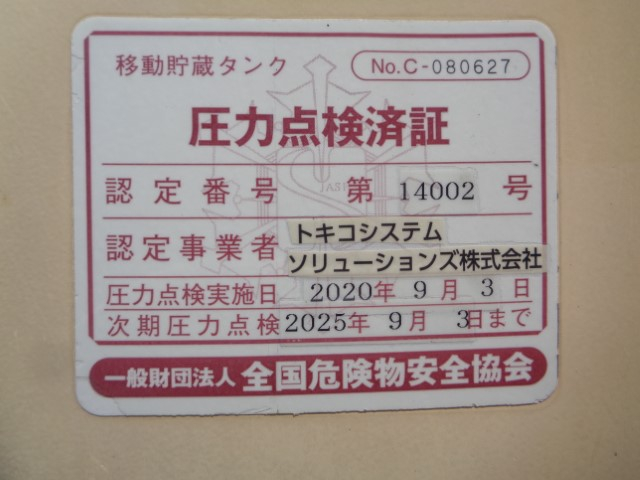 移動貯蔵タンク
No.C-080627
圧力点検済証
認定番号 第 14002 号
認定事業者 トキコシステム
ソリューションズ株式会社
圧力点検実施日 2020年 9月 3日
次期圧力点検 2025年 9月 3日まで
一般財団法人 全国危険物安全協会